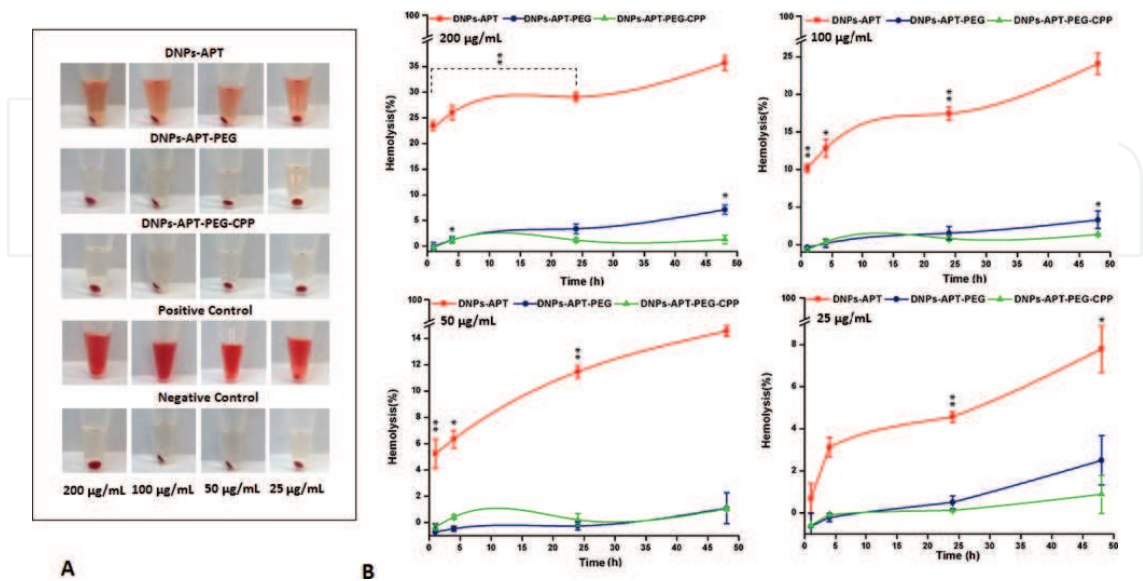 DNPs-APT
DNPs-APT-PEG
DNPs-APT-PEG-CPP
Positive Control
Negative Control
200 µg/mL 100 µg/mL 50 µg/mL 25 µg/mL
A
DNPs-APT DNPs-APT-PEG DNPs-APT-PEG-CPP
200 µg/mL
Hemolysis(%)
100
35
30
25
20
15
10
5
0
** * *
0 5 10 15 20 25 30 35 40 45 50
Time (h)
DNPs-APT DNPs-APT-PEG DNPs-APT-PEG-CPP
100 µg/mL
Hemolysis(%)
100
25
20
15
10
5
0
** * ** *
0 5 10 15 20 25 30 35 40 45 50
Time (h)
DNPs-APT DNPs-APT-PEG DNPs-APT-PEG-CPP
50 µg/mL
Hemolysis(%)
100
14
12
10
8
6
4
2
0
** * **
0 5 10 15 20 25 30 35 40 45 50
Time (h)
DNPs-APT DNPs-APT-PEG DNPs-APT-PEG-CPP
25 µg/mL
Hemolysis(%)
100
8
6
4
2
0
** *
0 5 10 15 20 25 30 35 40 45 50
Time (h)
B